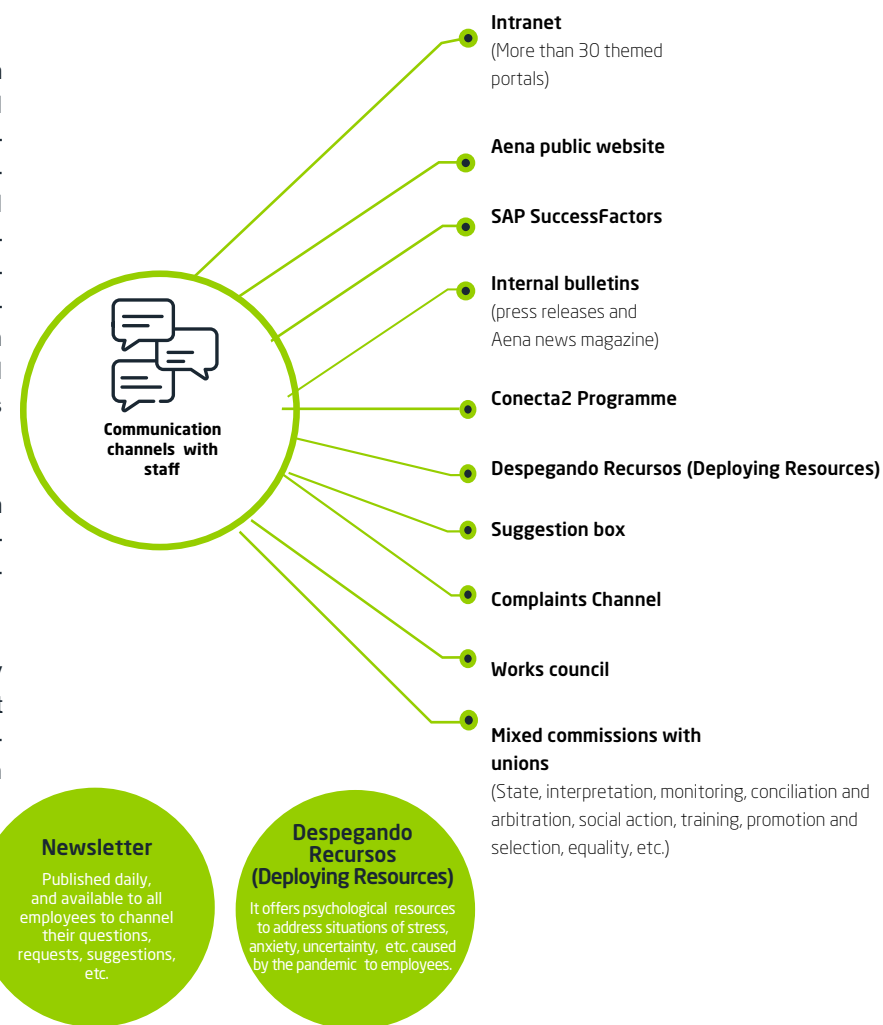 Intranet
(More than 30 themed
portals)
Aena public website
SAP SuccessFactors
Internal bulletins
(press releases and
Aena news magazine)
Communication
channels with
staff
Conecta2 Programme
Despegando Recursos (Deploying Resources)
Suggestion box
Complaints Channel
Works council
Mixed commissions with
unions
(State, interpretation, monitoring, conciliation and
arbitration, social action, training, promotion and
selection, equality, etc.)
Newsletter
Published daily,
and available to all
employees to channel
their questions,
requests, suggestions,
etc.
Despegando
Recursos
(Deploying Resources)
It offers psychological resources
to address situations of stress,
anxiety, uncertainty, etc. caused
by the pandemic to employees.